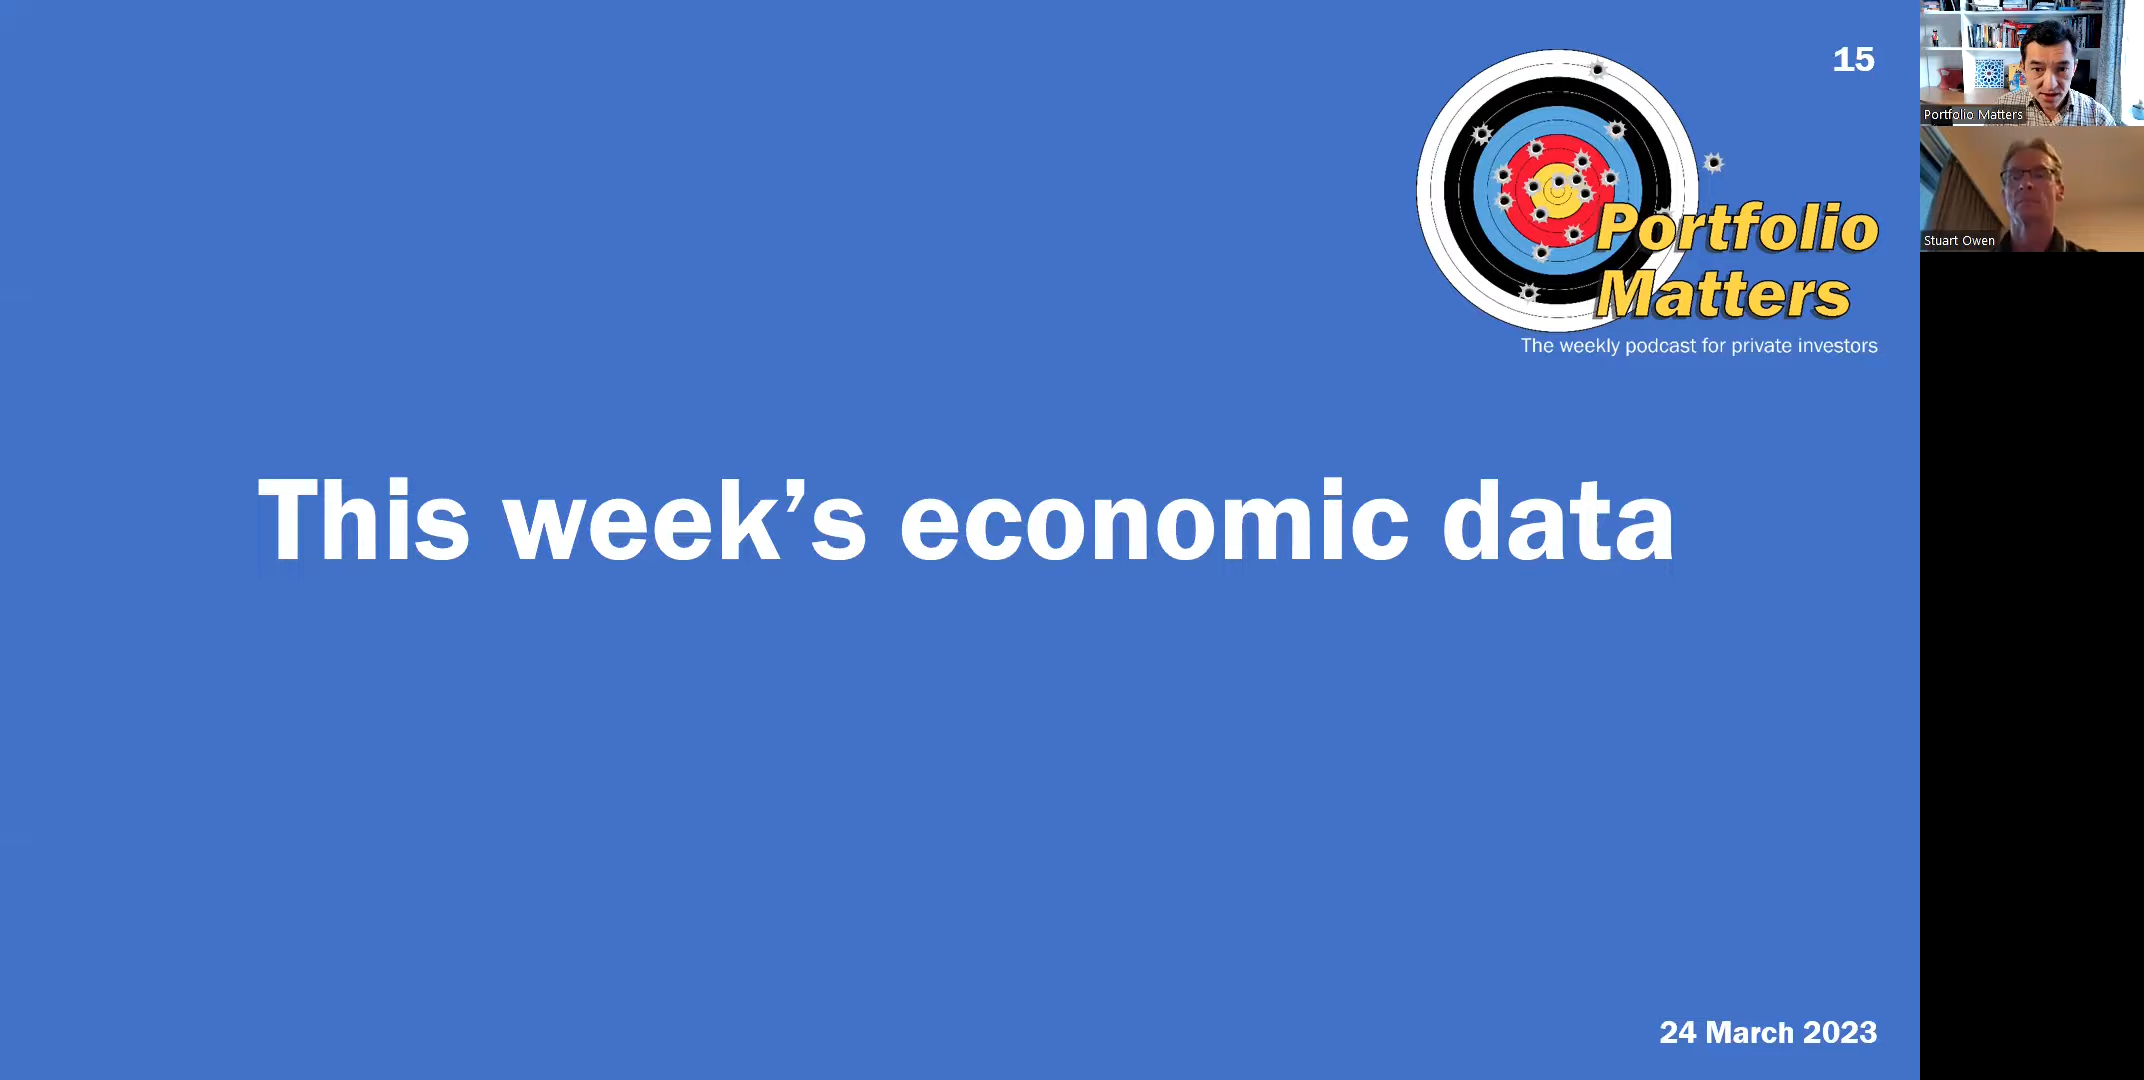 15
Portfolio
Matters
The weekly podcast for private investors
This week’s economic data
24 March 2023
Portfolio Matters
Stuart Owen